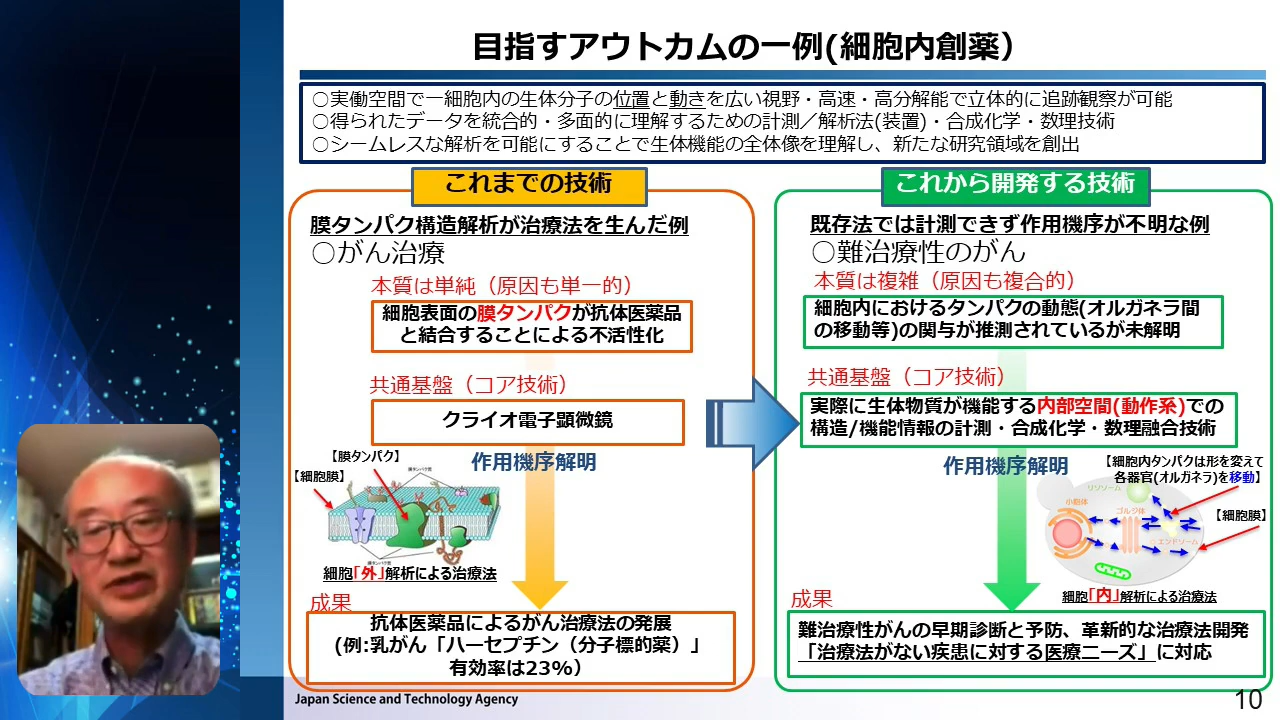 目指すアウトカムの一例(細胞内創薬）
○実働空間で一細胞内の生体分子の位置と動きを広い視野・高速・高分解能で立体的に追跡観察が可能
○得られたデータを統合的・多面的に理解するための計測／解析法(装置)・合成化学・数理技術
○シームレスな解析を可能にすることで生体機能の全体像を理解し、新たな研究領域を創出
これまでの技術
膜タンパク構造解析が治療法を生んだ例
○がん治療
本質は単純（原因も単一的）
細胞表面の膜タンパクが抗体医薬品
と結合することによる不活性化
共通基盤（コア技術）
クライオ電子顕微鏡
作用機序解明
【膜タンパク】
【細胞膜】
細胞「外」解析による治療法
成果
抗体医薬品によるがん治療法の発展
(例:乳がん「ハーセプチン（分子標的薬）」
有効率は23%）
これから開発する技術
既存法では計測できず作用機序が不明な例
○難治療性のがん
本質は複雑（原因も複合的）
細胞内におけるタンパクの動態(オルガネラ間
の移動等)の関与が推測されているが未解明
共通基盤（コア技術）
実際に生体物質が機能する内部空間(動作系)での
構造/機能情報の計測・合成化学・数理融合技術
作用機序解明
【細胞内タンパクは形を変えて
各器官(オルガネラ)を移動】
リソソーム
小胞体
ゴルジ体
エンドソーム
【細胞膜】
細胞「内」解析による治療法
成果
難治療性がんの早期診断と予防、革新的な治療法開発
「治療法がない疾患に対する医療ニーズ」に対応
Japan Science and Technology Agency
10